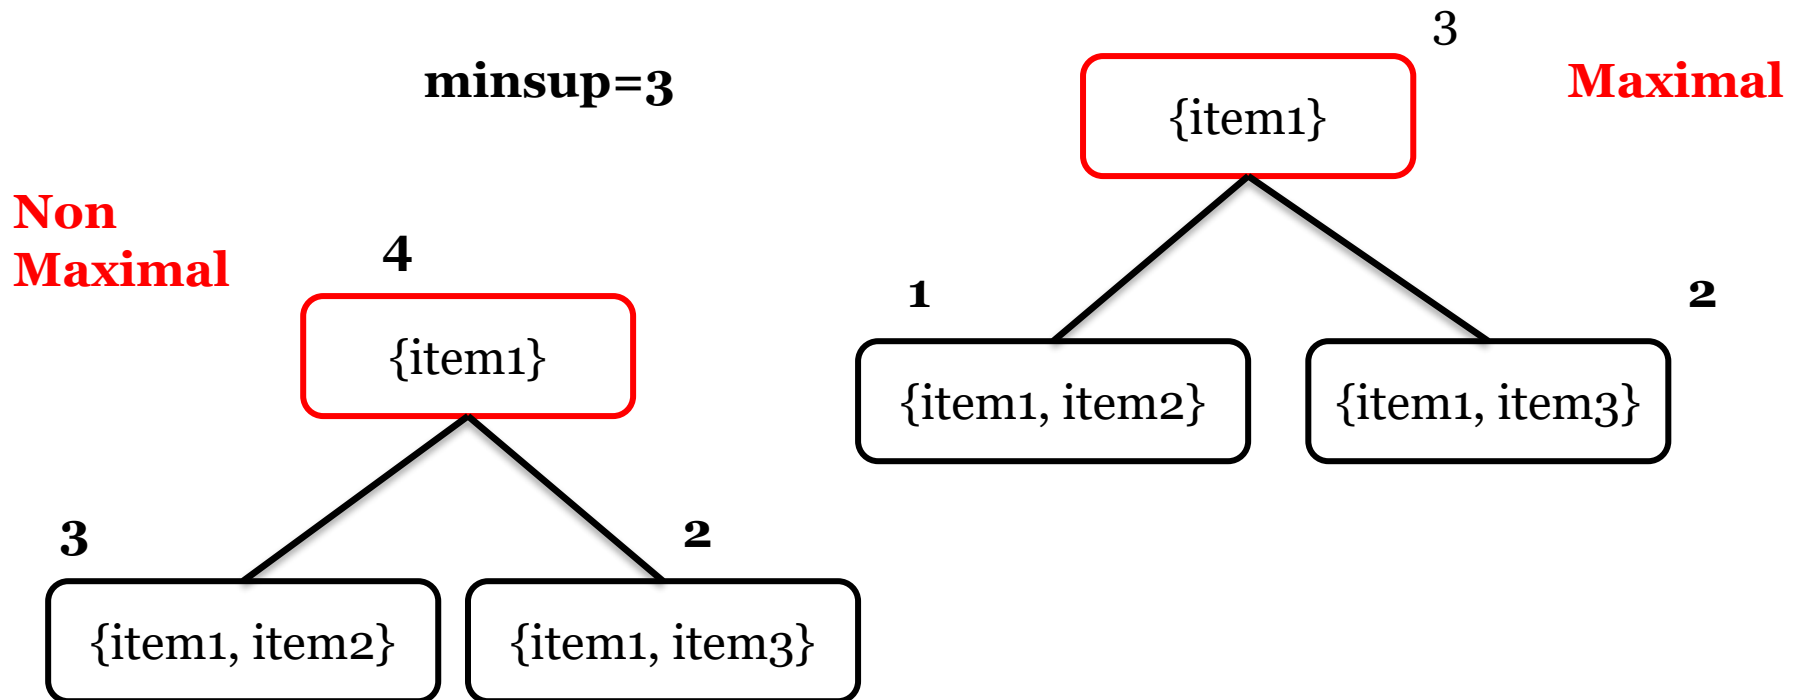 minsup=3
Non
Maximal
4
{item1}
3
2
{item1, item2}
{item1, item3}
3
Maximal
{item1}
1
2
{item1, item2}
{item1, item3}